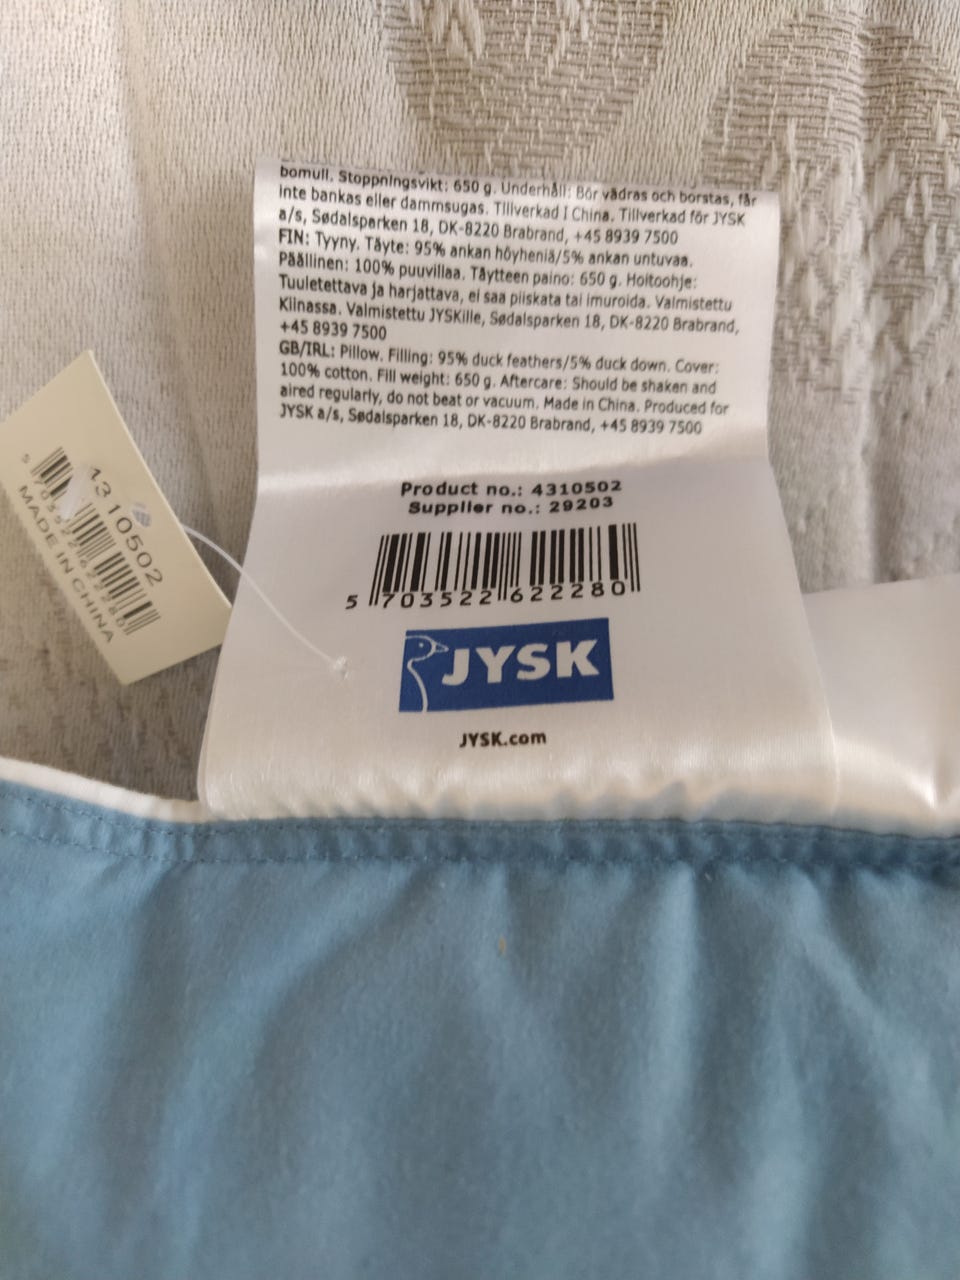 bomull. Stoppningsvikt: 650 g. Underhåll: Bör vädras och borstas, får
inte bankas eller dammsugas. Tillverkad i China. Tillverkad för JYSK
a/s, Sødalsparken 18, DK-8220 Brabrand, +45 8939 7500
FIN: Tyyny. Täyte: 95% ankan höyheniä/5% ankan untuvaa.
Päällinen: 100% puuvillaa. Täytteen paino: 650 g. Hoitoohje:
Tuuletettava ja harjattava, ei saa piiskata tai imuroida. Valmistettu
Kiinassa. Valmistettu JYSKille, Sødalsparken 18, DK-8220 Brabrand,
+45 8939 7500
GB/IRL: Pillow. Filling: 95% duck feathers/5% duck down. Cover:
100% cotton. Fill weight: 650 g. Aftercare: Should be shaken and
aired regularly, do not beat or vacuum. Made in China. Produced for
JYSK a/s, Sødalsparken 18, DK-8220 Brabrand, +45 8939 7500
Product no.: 4310502
Supplier no.: 29203
5 703522 622280
JYSK
JYSK.com
4310502
5 703522 622280
MADE IN CHINA